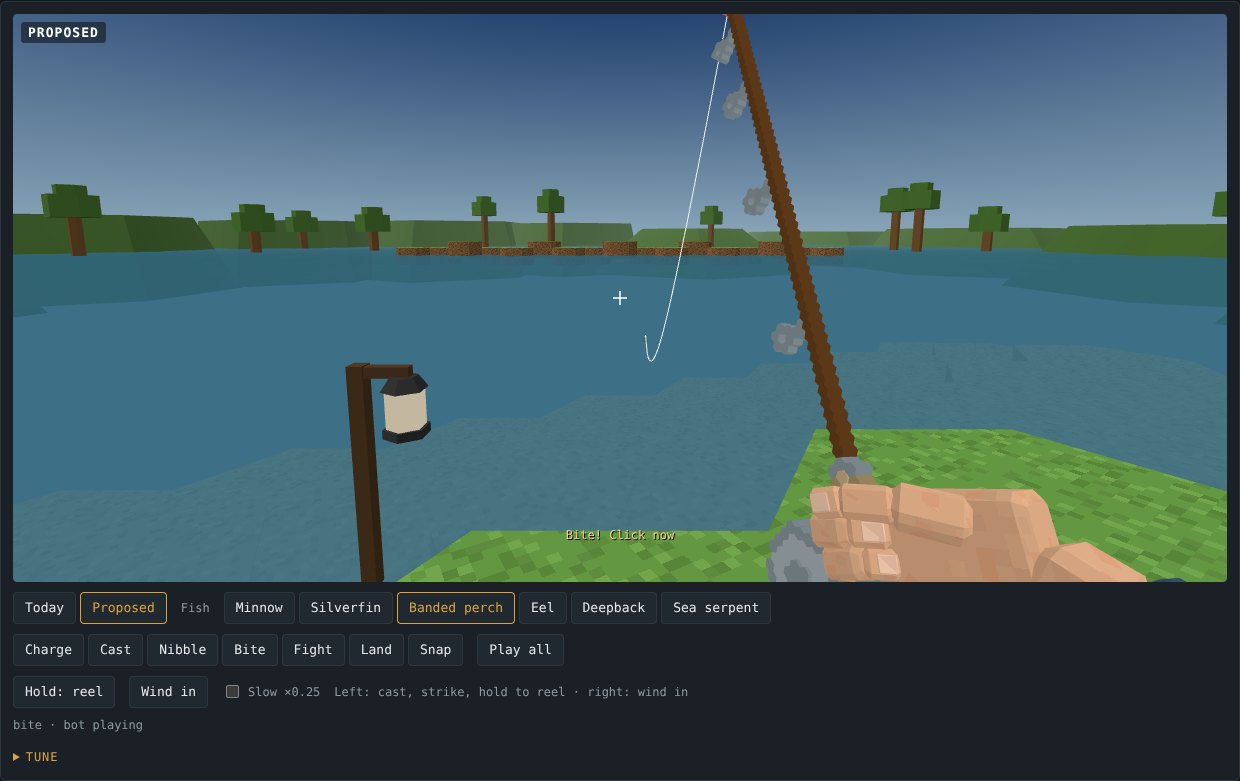 PROPOSED
Bite! Click now
Today Proposed Fish Minnow Silverfin Banded perch Eel Deepback Sea serpent
Charge Cast Nibble Bite Fight Land Snap Play all
Hold: reel Wind in Slow ×0.25 Left: cast, strike, hold to reel · right: wind in
bite · bot playing
TUNE